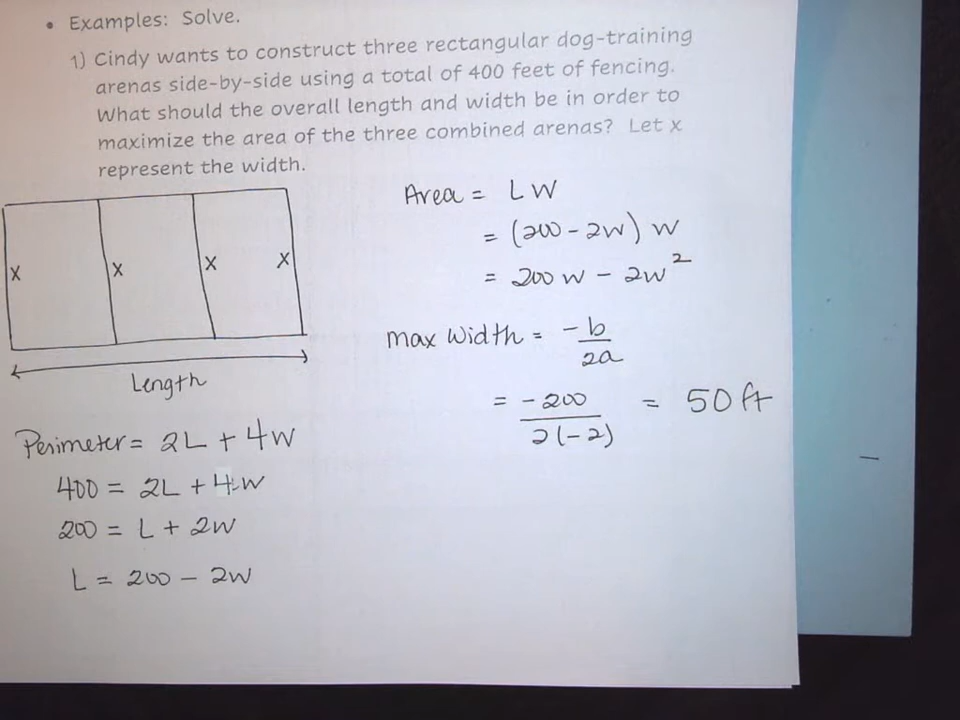 • Examples: Solve.
1) Cindy wants to construct three rectangular dog-training
arenas side-by-side using a total of 400 feet of fencing.
What should the overall length and width be in order to
maximize the area of the three combined arenas? Let x
represent the width.
x x x x
Length
Perimeter = 2L + 4W
400 = 2L + 4W
200 = L + 2W
L = 200 - 2W
Area = LW
= (200 - 2W) W
= 200W - 2W²
max Width = -b/2a
= -200/2(-2) = 50 ft